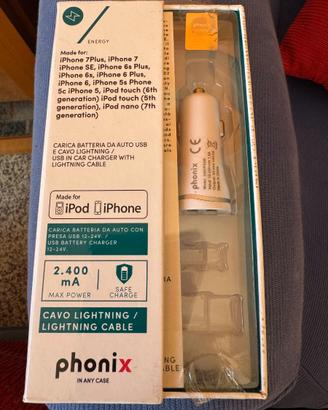 ENERGY
Made for:
iPhone 7Plus, iPhone 7
iPhone SE, iPhone 6s Plus,
iPhone 6s, iPhone 6 Plus,
iPhone 6, iPhone 5s Phone
5c iPhone 5, iPod touch (6th
generation) iPod touch (5th
generation), iPod nano (7th
generation)
CARICA BATTERIA DA AUTO USB
E CAVO LIGHTNING /
USB IN CAR CHARGER WITH
LIGHTNING CABLE
Made for
iPod iPhone
CARICA BATTERIA DA AUTO CON
PRESA USB 12-24V. /
USB BATTERY CHARGER
12-24V.
2.400
mA
MAX POWER
SAFE
CHARGE
CAVO LIGHTNING /
LIGHTNING CABLE
phonix
IN ANY CASE
phonix
CE